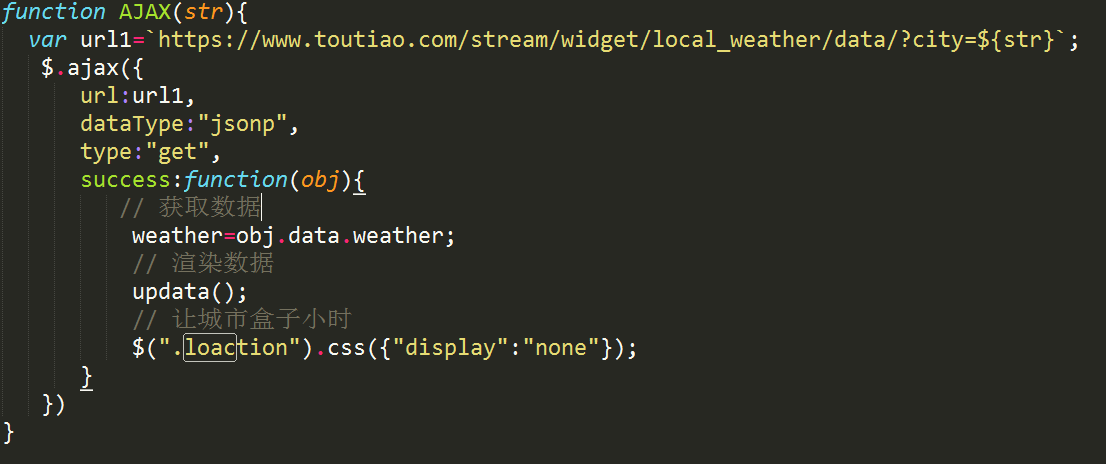 function AJAX(str){
var url1=`https://www.toutiao.com/stream/widget/local_weather/data/?city=${str}`;
$.ajax({
url:url1,
dataType:"jsonp",
type:"get",
success:function(obj){
// 获取数据
weather=obj.data.weather;
// 渲染数据
updata();
// 让城市盒子小时
$(".loaction").css({"display":"none"});
}
})
}